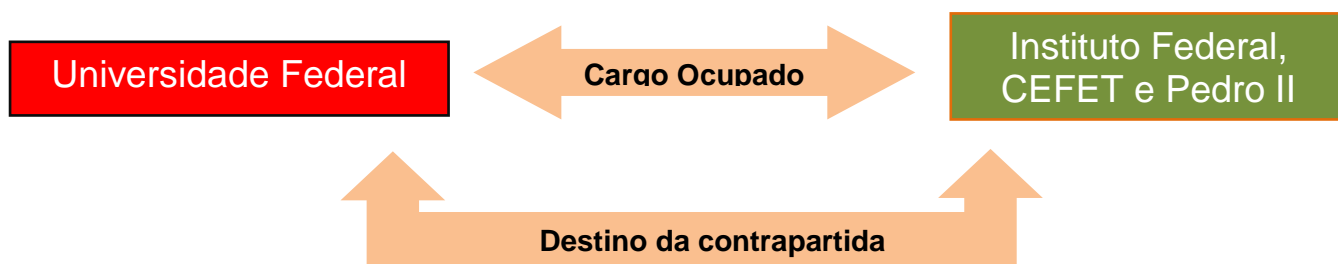 Universidade Federal
Cargo Ocupado
Instituto Federal,
CEFET e Pedro II
Destino da contrapartida